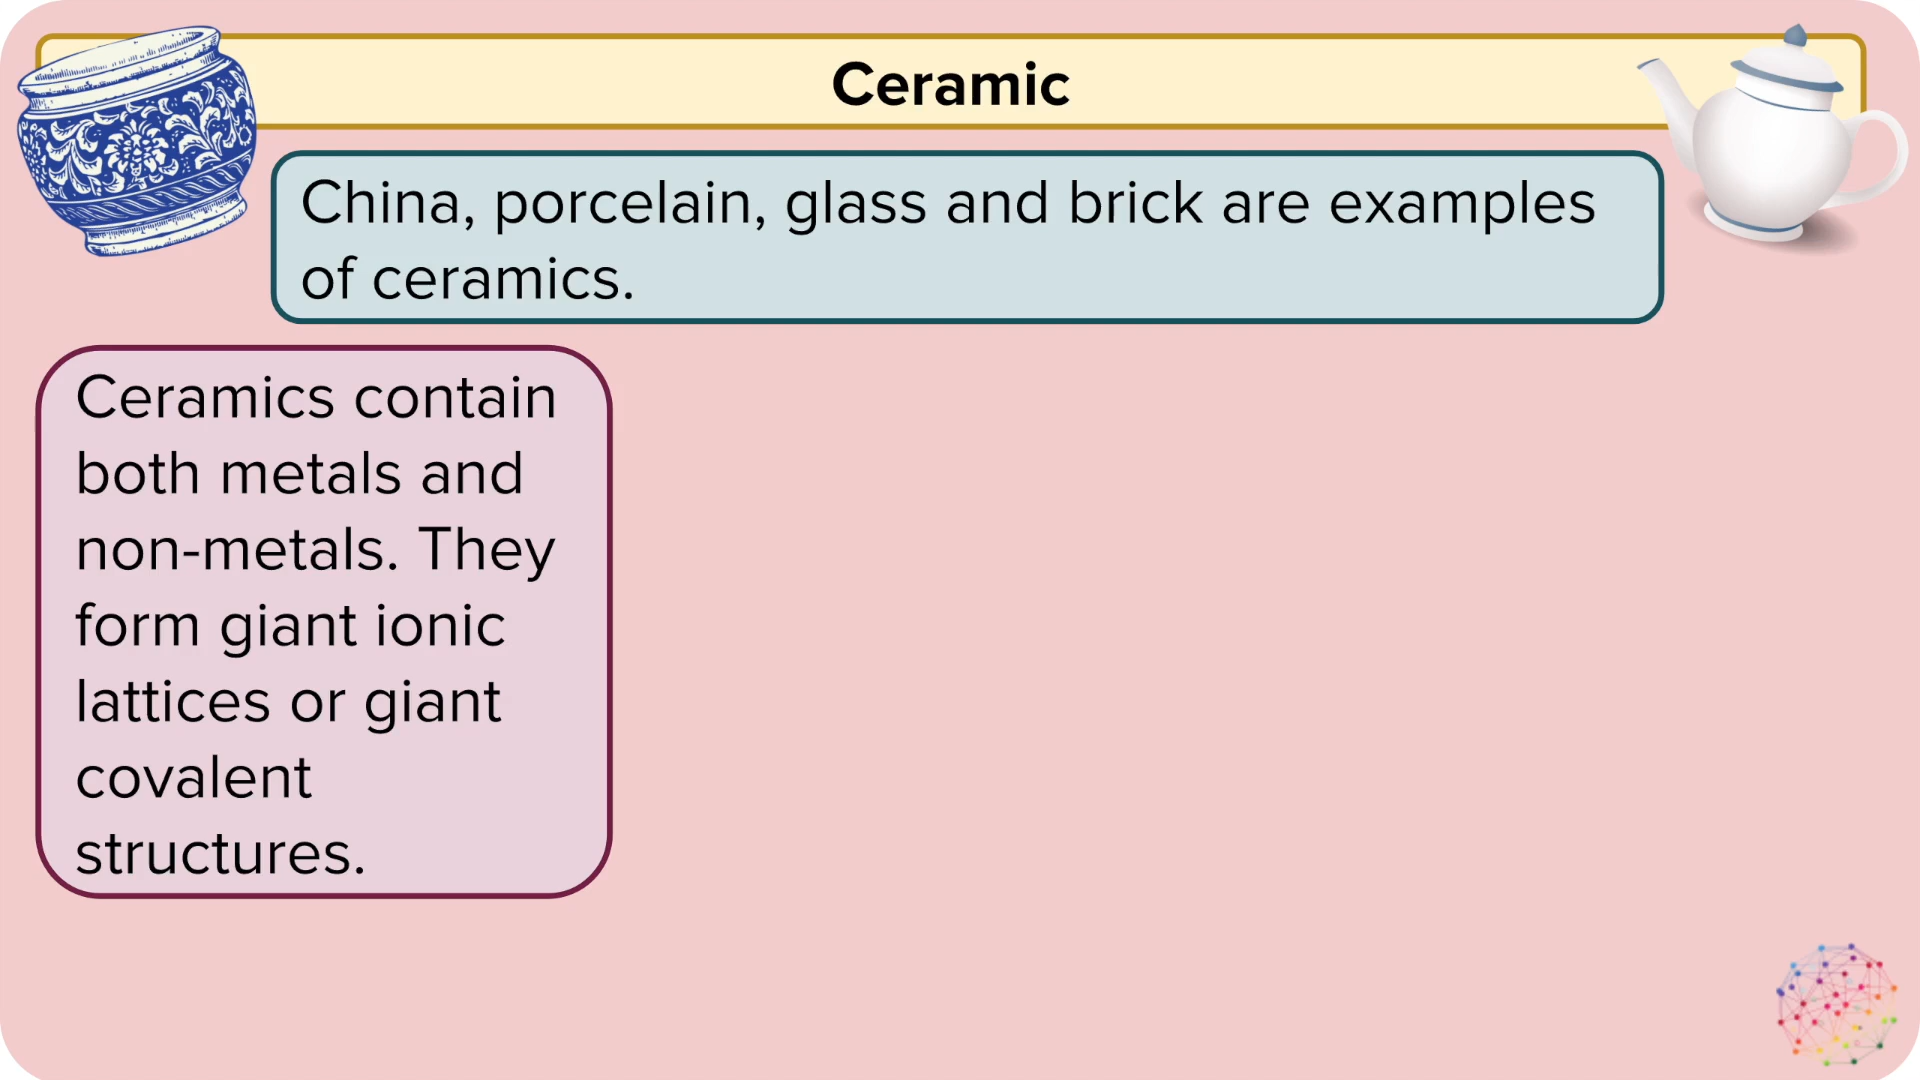 Ceramic
China, porcelain, glass and brick are examples
of ceramics.
Ceramics contain
both metals and
non-metals. They
form giant ionic
lattices or giant
covalent
structures.